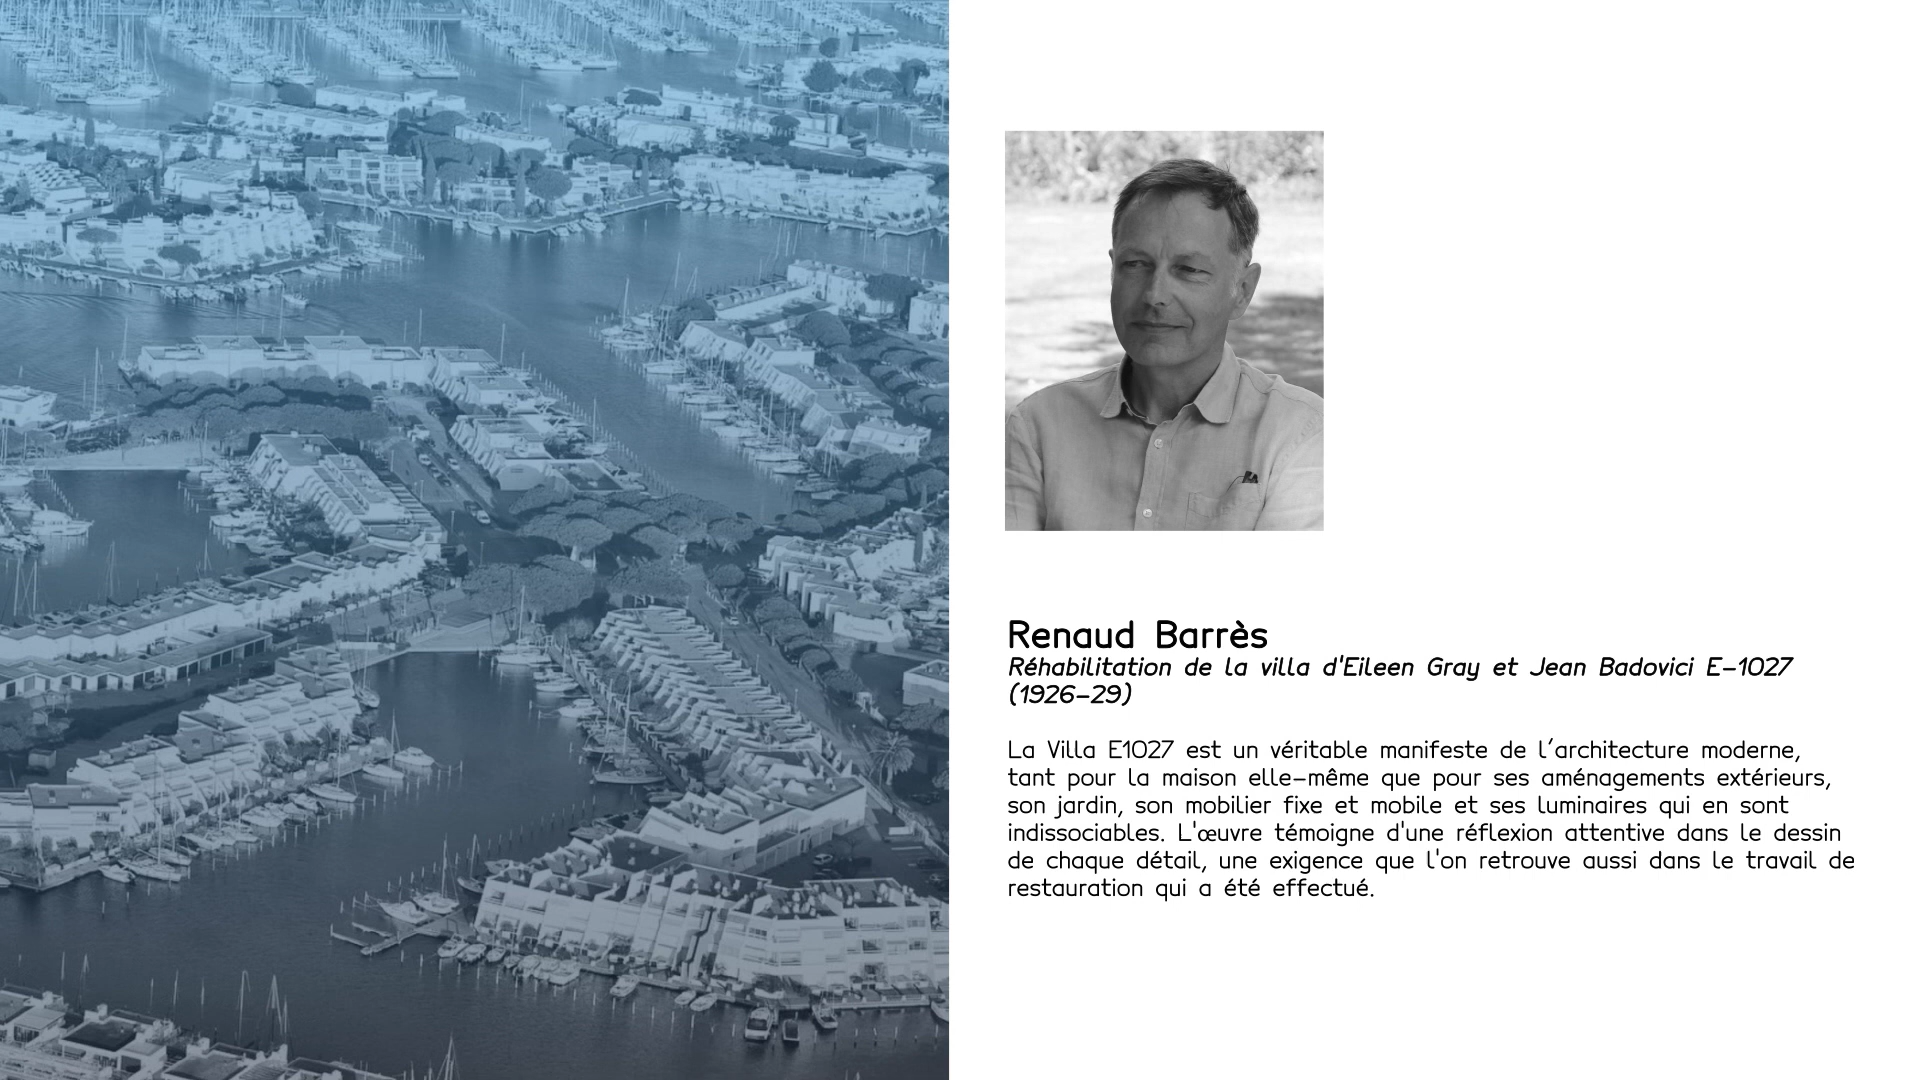 Renaud Barrès
Réhabilitation de la villa d'Eileen Gray et Jean Badovici E-1027
(1926-29)
La Villa E1027 est un véritable manifeste de l’architecture moderne,
tant pour la maison elle-même que pour ses aménagements extérieurs,
son jardin, son mobilier fixe et mobile et ses luminaires qui en sont
indissociables. L'œuvre témoigne d'une réflexion attentive dans le dessin
de chaque détail, une exigence que l'on retrouve aussi dans le travail de
restauration qui a été effectué.